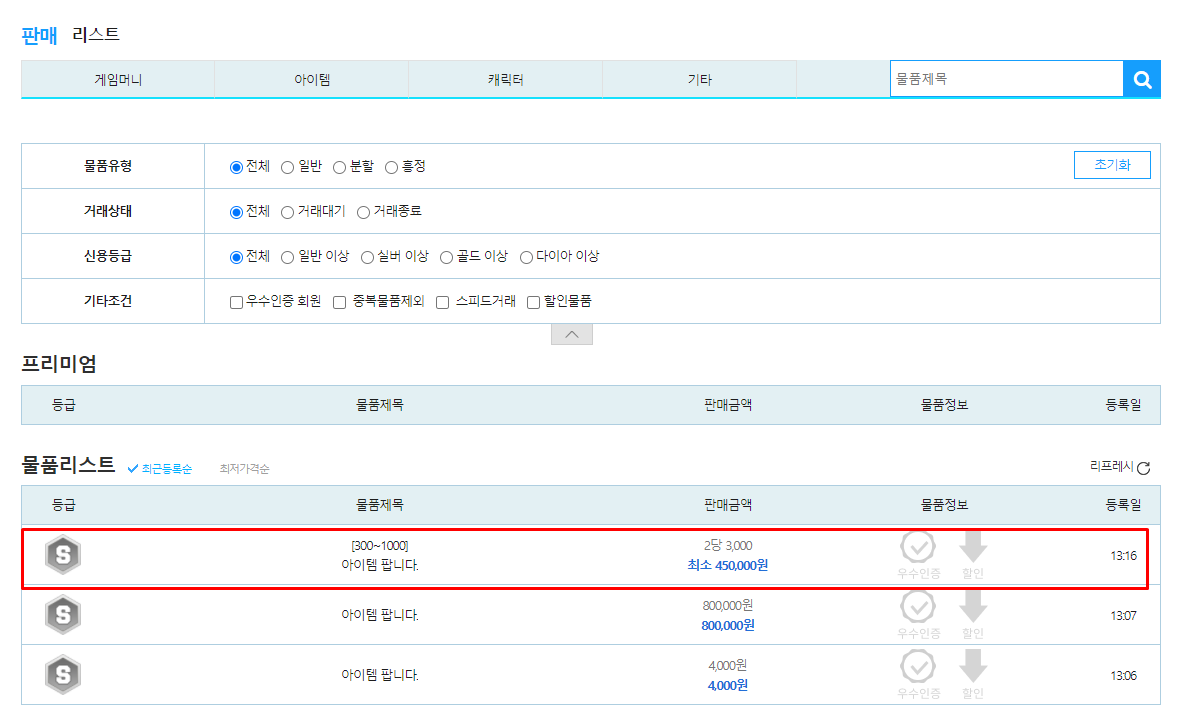 판매 리스트
게임머니 아이템 캐릭터 기타 물품제목
물품유형 전체 일반 분할 흥정 초기화
거래상태 전체 거래대기 거래종료
신용등급 전체 일반 이상 실버 이상 골드 이상 다이아 이상
기타조건 우수인증 회원 중복물품제외 스피드거래 할인물품
프리미엄
등급 물품제목 판매금액 물품정보 등록일
물품리스트 최근등록순 최저가격순 리프레시
등급 물품제목 판매금액 물품정보 등록일
S
[300~1000]
아이템 팝니다.
2당 3,000
최소 450,000원
우수인증 할인
13:16
S
아이템 팝니다.
800,000원
800,000원
우수인증 할인
13:07
S
아이템 팝니다.
4,000원
4,000원
우수인증 할인
13:06